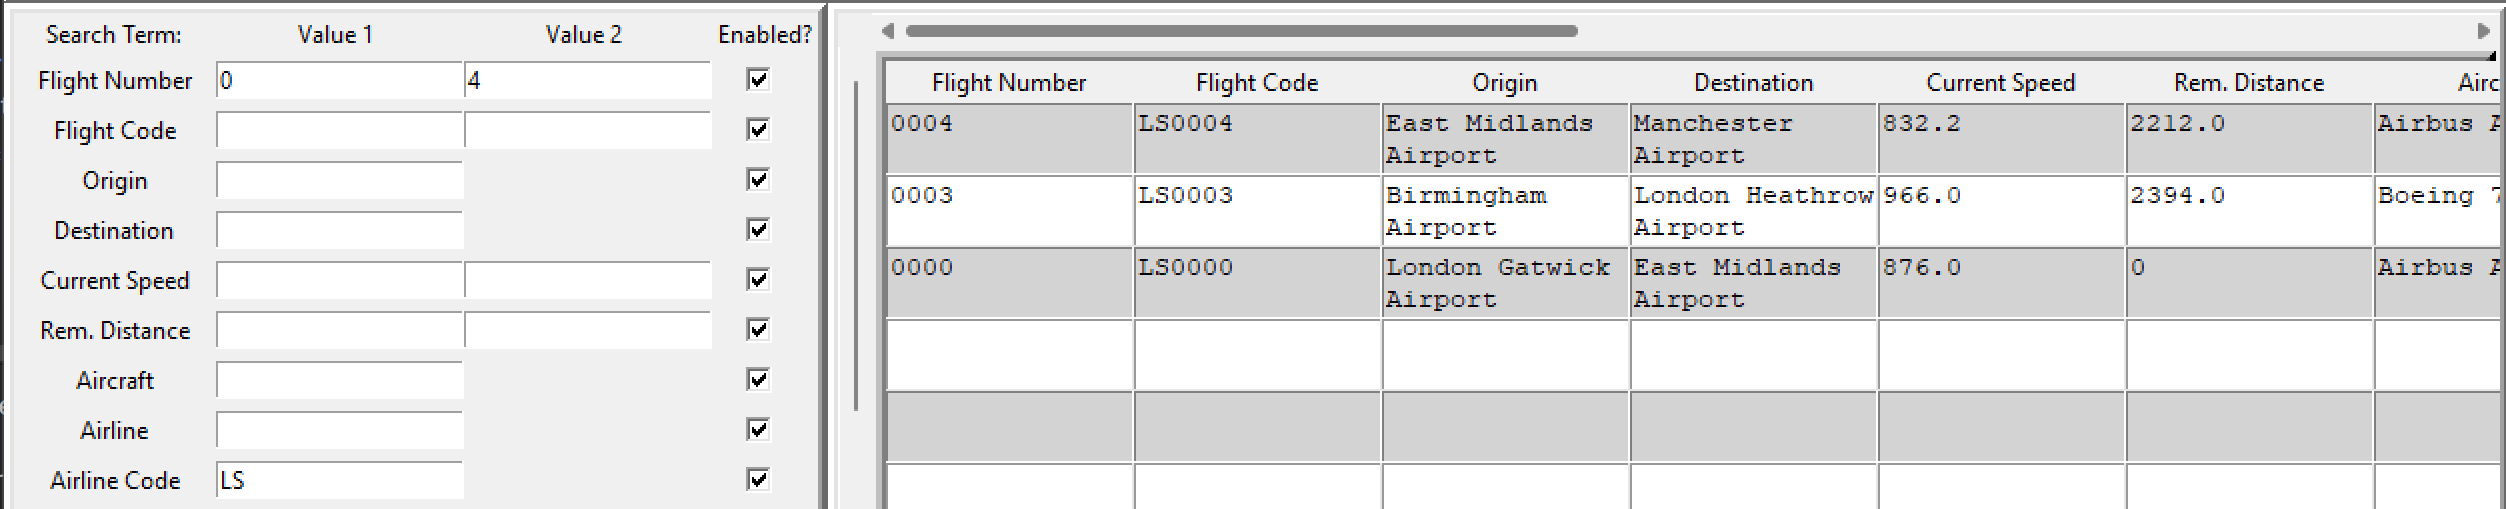 Search Term: Value 1 Value 2 Enabled?
Flight Number 0 4
Flight Code
Origin
Destination
Current Speed
Rem. Distance
Aircraft
Airline
Airline Code LS
Flight Number Flight Code Origin Destination Current Speed Rem. Distance Airc
0004 LS0004 East Midlands Manchester 832.2 2212.0 Airbus A
Airport Airport
0003 LS0003 Birmingham London Heathrow 966.0 2394.0 Boeing 7
Airport Airport
0000 LS0000 London Gatwick East Midlands 876.0 0 Airbus A
Airport Airport